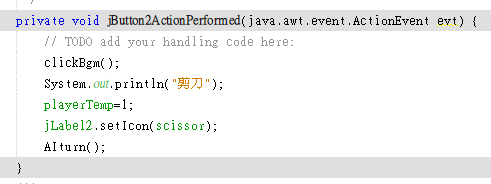 private void jButton2ActionPerformed(java.awt.event.ActionEvent evt) {
// TODO add your handling code here:
clickBgm();
System.out.println("剪刀");
playerTemp=1;
jLabel2.setIcon(scissor);
AIturn();
}